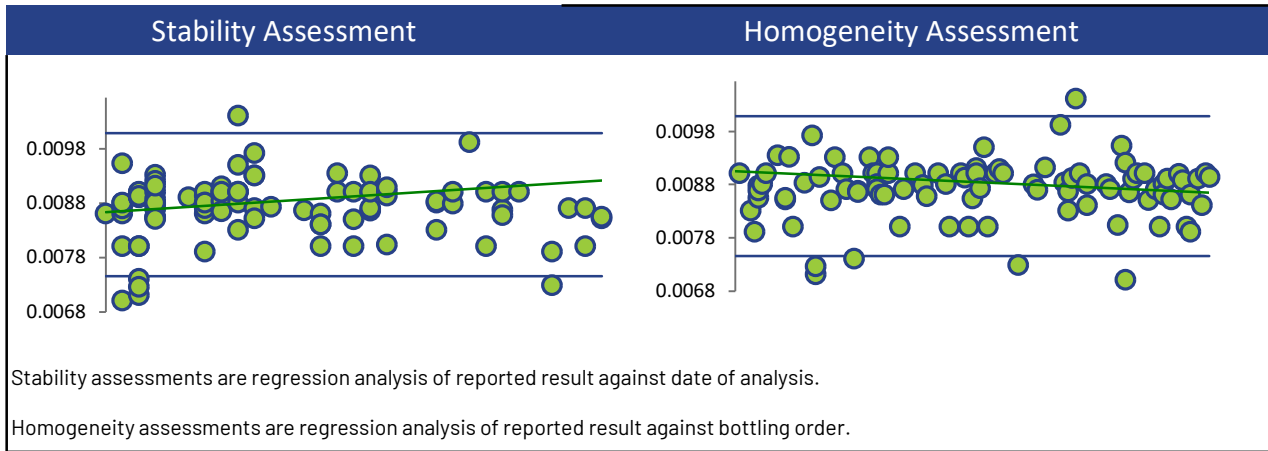 Stability Assessment
Homogeneity Assessment
0.0098
0.0088
0.0078
0.0068
0.0098
0.0088
0.0078
0.0068
Stability assessments are regression analysis of reported result against date of analysis.
Homogeneity assessments are regression analysis of reported result against bottling order.